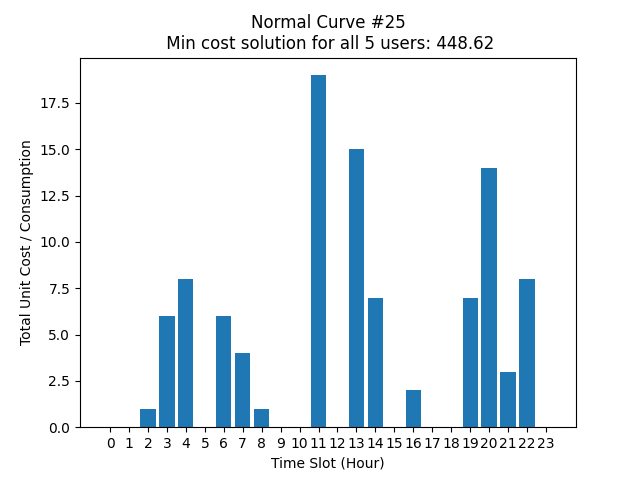 Normal Curve #25
Min cost solution for all 5 users: 448.62
Total Unit Cost / Consumption
17.5
15.0
12.5
10.0
7.5
5.0
2.5
0.0
0 1 2 3 4 5 6 7 8 9 10 11 12 13 14 15 16 17 18 19 20 21 22 23
Time Slot (Hour)